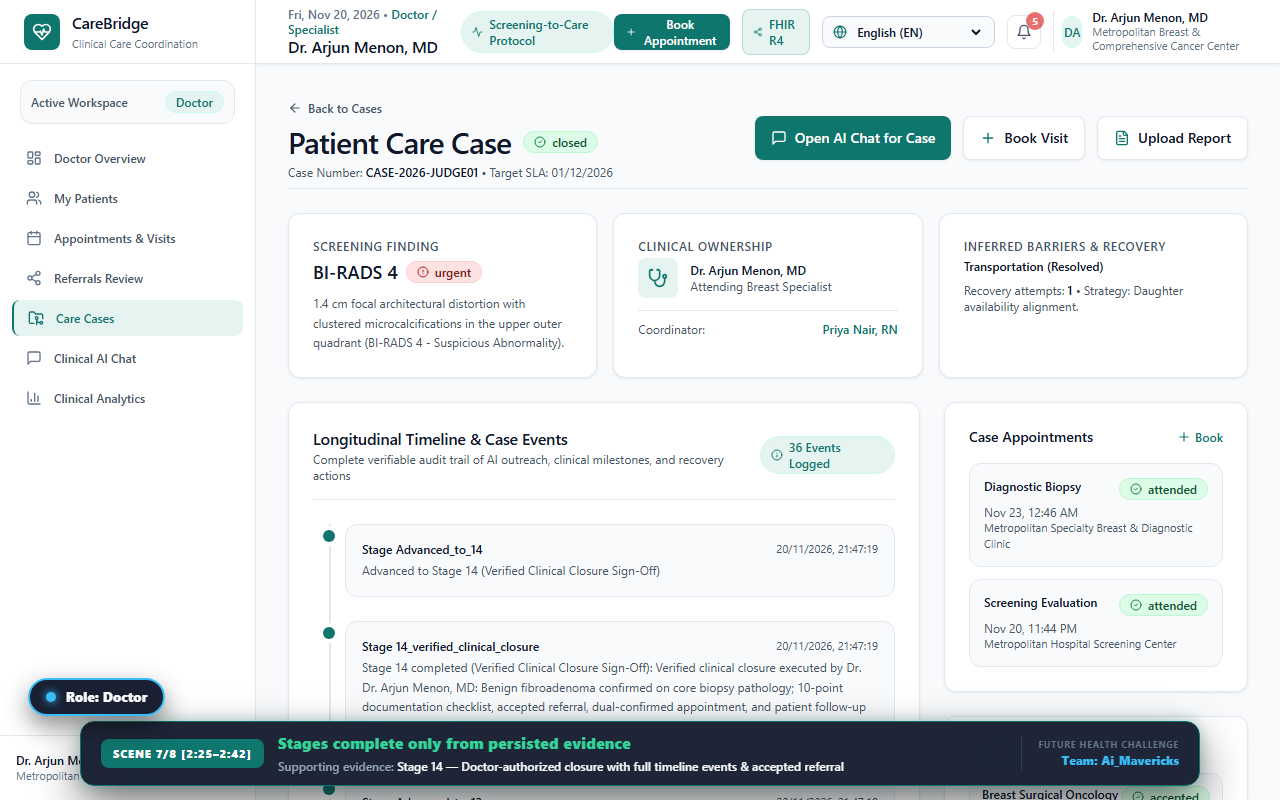 CareBridge
Clinical Care Coordination
Fri, Nov 20, 2026 • Doctor /
Specialist
Dr. Arjun Menon, MD
Screening-to-Care
Protocol
Book
Appointment
FHIR
R4
English (EN)
5
DA
Dr. Arjun Menon, MD
Metropolitan Breast &
Comprehensive Cancer Center
Active Workspace
Doctor
Doctor Overview
My Patients
Appointments & Visits
Referrals Review
Care Cases
Clinical AI Chat
Clinical Analytics
Back to Cases
Patient Care Case
closed
Case Number: CASE-2026-JUDGE01 • Target SLA: 01/12/2026
Open AI Chat for Case
Book Visit
Upload Report
SCREENING FINDING
BI-RADS 4
urgent
1.4 cm focal architectural distortion with
clustered microcalcifications in the upper outer
quadrant (BI-RADS 4 - Suspicious Abnormality).
CLINICAL OWNERSHIP
Dr. Arjun Menon, MD
Attending Breast Specialist
Coordinator:
Priya Nair, RN
INFERRED BARRIERS & RECOVERY
Transportation (Resolved)
Recovery attempts: 1 • Strategy: Daughter
availability alignment.
Longitudinal Timeline & Case Events
Complete verifiable audit trail of AI outreach, clinical milestones, and recovery
actions
36 Events
Logged
Stage Advanced_to_14
20/11/2026, 21:47:19
Advanced to Stage 14 (Verified Clinical Closure Sign-Off)
Stage 14_verified_clinical_closure
20/11/2026, 21:47:19
Stage 14 completed (Verified Clinical Closure Sign-Off): Verified clinical closure executed by Dr.
Dr. Arjun Menon, MD: Benign fibroadenoma confirmed on core biopsy pathology; 10-point
documentation checklist, accepted referral, dual-confirmed appointment, and patient follow-up
Case Appointments
Book
Diagnostic Biopsy
attended
Nov 23, 12:46 AM
Metropolitan Specialty Breast & Diagnostic
Clinic
Screening Evaluation
attended
Nov 20, 11:44 PM
Metropolitan Hospital Screening Center
Role: Doctor
Dr. Arjun M
Metropolitan
SCENE 7/8 [2:25–2:42]
Stages complete only from persisted evidence
Supporting evidence: Stage 14 — Doctor-authorized closure with full timeline events & accepted referral
FUTURE HEALTH CHALLENGE
Team: Ai_Mavericks
Breast Surgical Oncology
accepted